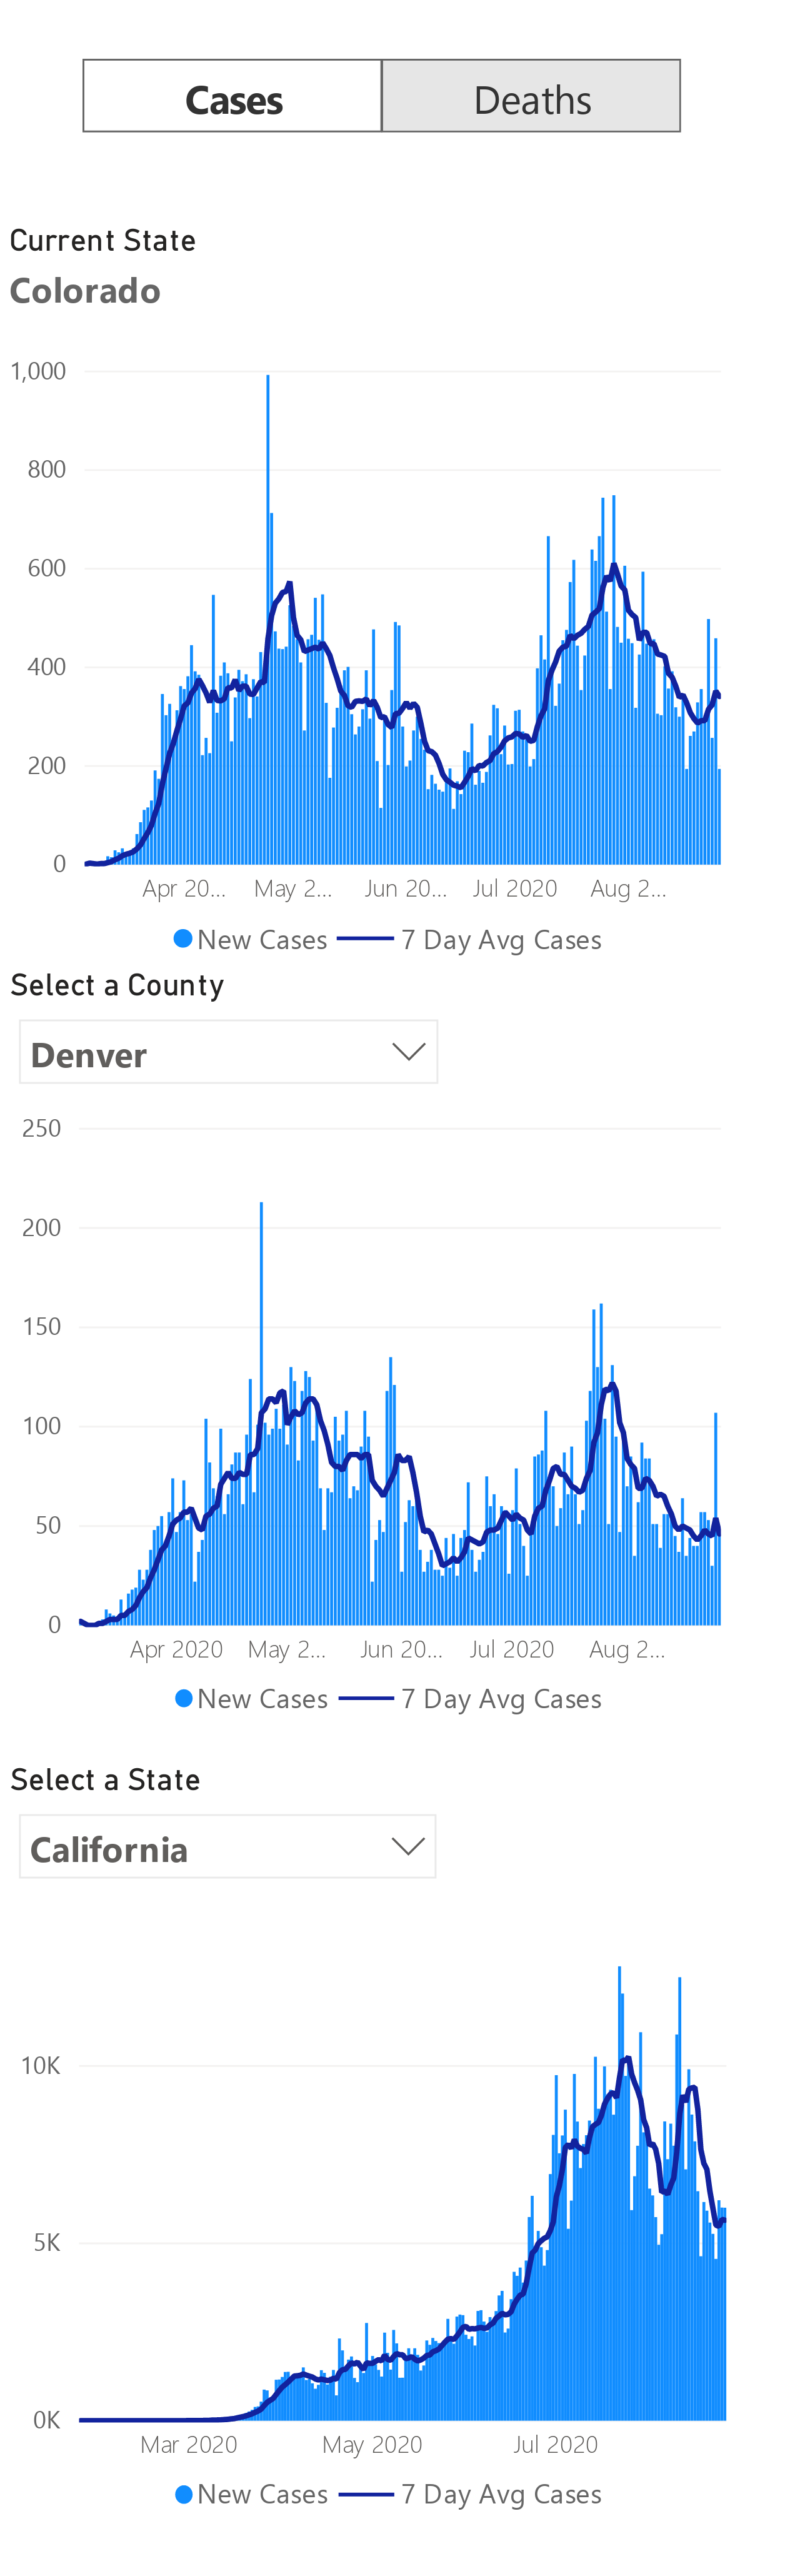 Cases Deaths
Current State
Colorado
1,000
800
600
400
200
0
Apr 20... May 2... Jun 20... Jul 2020 Aug 2...
New Cases 7 Day Avg Cases
Select a County
Denver
250
200
150
100
50
0
Apr 2020 May 2... Jun 20... Jul 2020 Aug 2...
New Cases 7 Day Avg Cases
Select a State
California
10K
5K
0K
Mar 2020 May 2020 Jul 2020
New Cases 7 Day Avg Cases